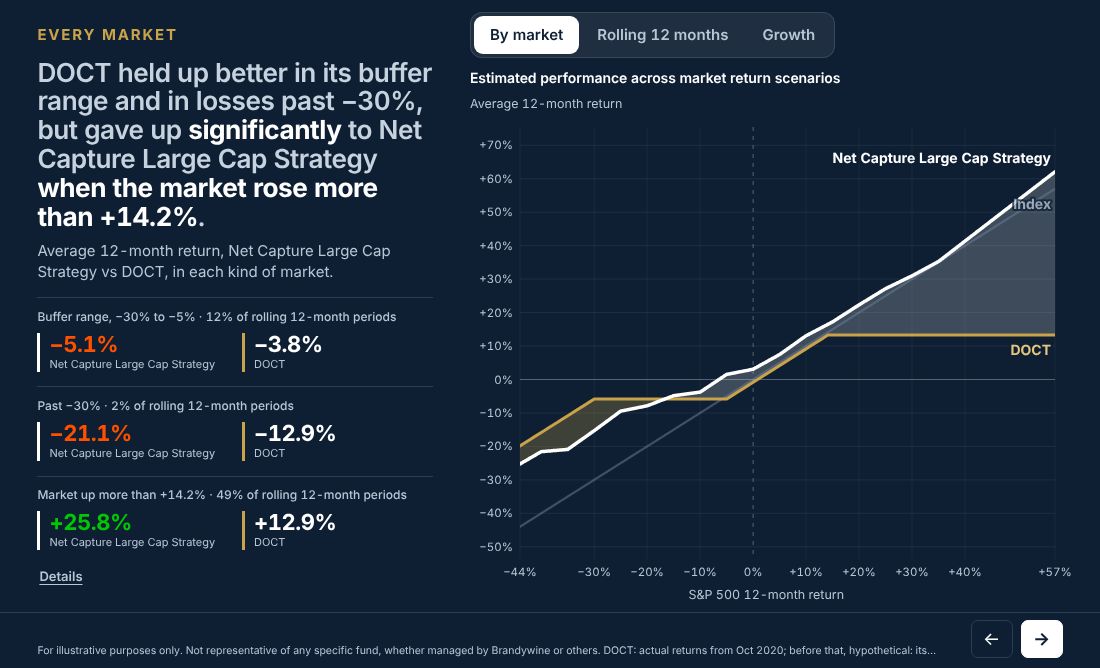 EVERY MARKET
DOCT held up better in its buffer
range and in losses past −30%,
but gave up significantly to Net
Capture Large Cap Strategy
when the market rose more
than +14.2%.
Average 12-month return, Net Capture Large Cap
Strategy vs DOCT, in each kind of market.
Buffer range, −30% to −5% · 12% of rolling 12-month periods
−5.1%
Net Capture Large Cap Strategy
−3.8%
DOCT
Past −30% · 2% of rolling 12-month periods
−21.1%
Net Capture Large Cap Strategy
−12.9%
DOCT
Market up more than +14.2% · 49% of rolling 12-month periods
+25.8%
Net Capture Large Cap Strategy
+12.9%
DOCT
Details
By market
Rolling 12 months
Growth
Estimated performance across market return scenarios
Average 12-month return
+70%
+60%
+50%
+40%
+30%
+20%
+10%
0%
−10%
−20%
−30%
−40%
−50%
Net Capture Large Cap Strategy
Index
DOCT
−44%
−30%
−20%
−10%
0%
+10%
+20%
+30%
+40%
+57%
S&P 500 12-month return
For illustrative purposes only. Not representative of any specific fund, whether managed by Brandywine or others. DOCT: actual returns from Oct 2020; before that, hypothetical: its…